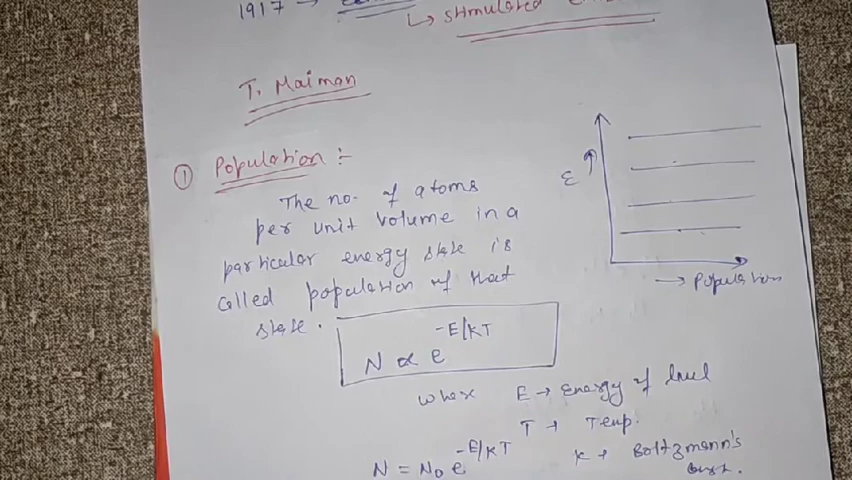 1917 →
↳ stimulated
T. Maiman
① Population :-
The no. of atoms
per unit volume in a
particular energy state is
called population of that
state.
N ∝ e^-E/KT
where E → Energy of level
T → Temp.
K → Boltzmann's
const.
N = N₀ e^-E/KT
E ↑
→ Population